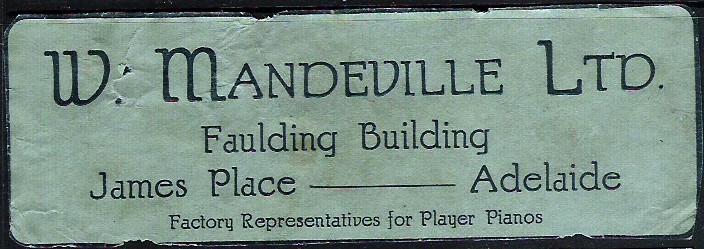 W. MANDEVILLE LTD.
Faulding Building
James Place ——— Adelaide
Factory Representatives for Player Pianos